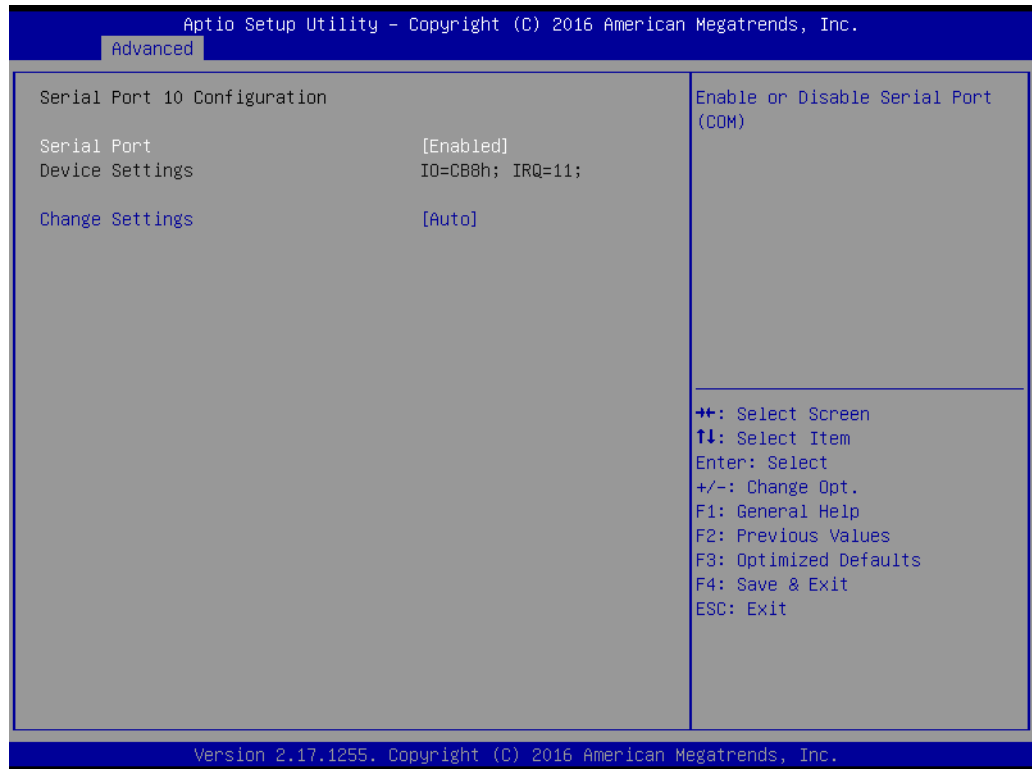 Aptio Setup Utility – Copyright (C) 2016 American Megatrends, Inc.
Advanced
Serial Port 10 Configuration
Serial Port [Enabled]
Device Settings IO=CB8h; IRQ=11;
Change Settings [Auto]
Enable or Disable Serial Port
(COM)
→←: Select Screen
↑↓: Select Item
Enter: Select
+/-: Change Opt.
F1: General Help
F2: Previous Values
F3: Optimized Defaults
F4: Save & Exit
ESC: Exit
Version 2.17.1255. Copyright (C) 2016 American Megatrends, Inc.